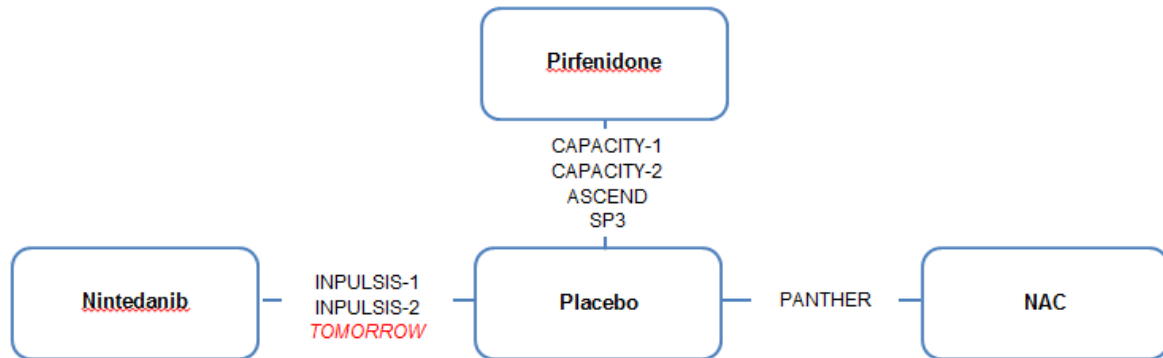 Pirfenidone
CAPACITY-1
CAPACITY-2
ASCEND
SP3
Nintedanib
INPULSIS-1
INPULSIS-2
TOMORROW
Placebo
PANTHER
NAC